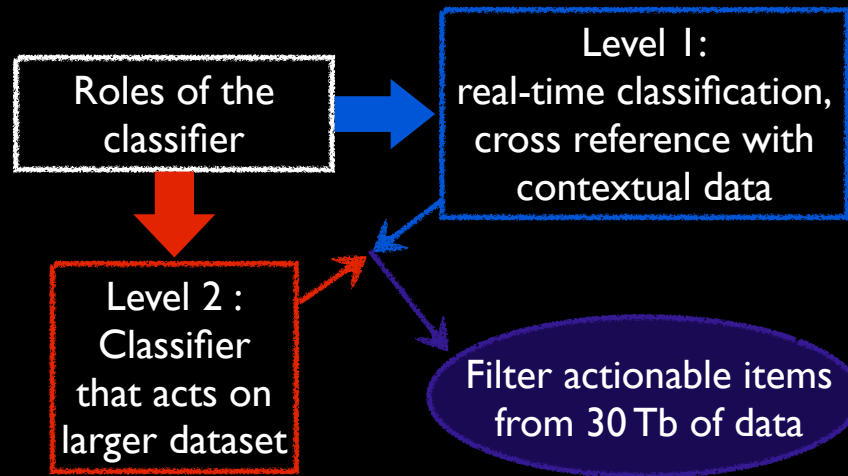 Roles of the
classifier
Level 1:
real-time classification,
cross reference with
contextual data
Level 2 :
Classifier
that acts on
larger dataset
Filter actionable items
from 30 Tb of data